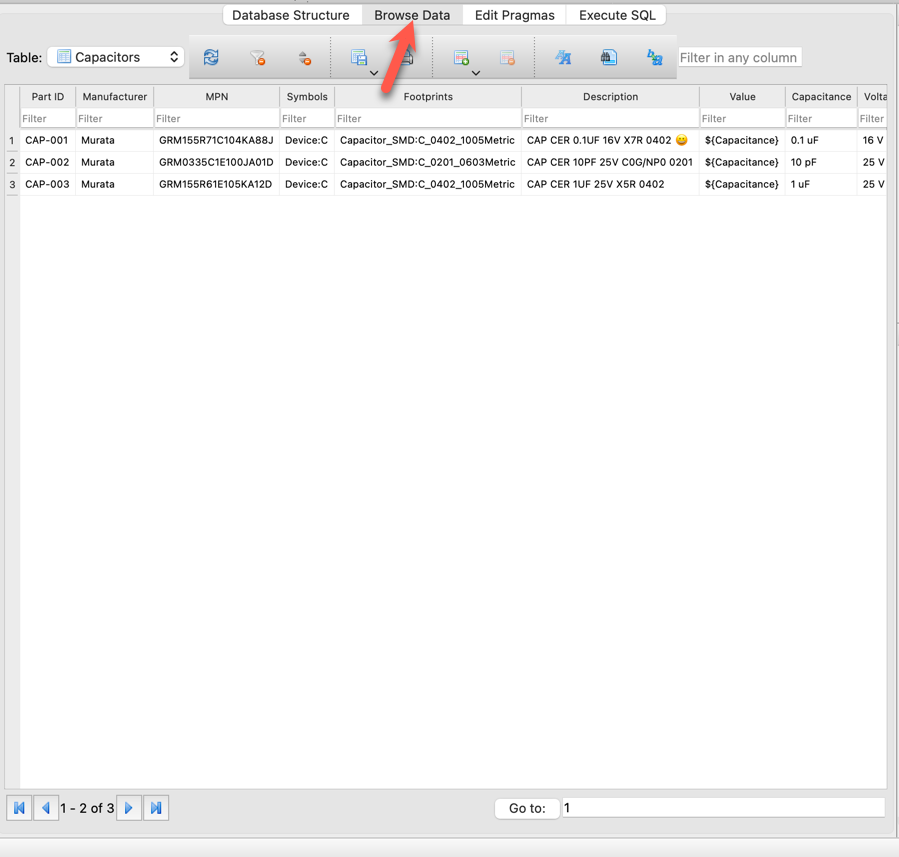 Database Structure Browse Data Edit Pragmas Execute SQL
Table: Capacitors Filter in any column
Part ID Manufacturer MPN Symbols Footprints Description Value Capacitance Volta
Filter Filter Filter Filter Filter Filter Filter Filter Filter
1 CAP-001 Murata GRM155R71C104KA88J Device:C Capacitor_SMD:C_0402_1005Metric CAP CER 0.1UF 16V X7R 0402 😀 ${Capacitance} 0.1 uF 16 V
2 CAP-002 Murata GRM0335C1E100JA01D Device:C Capacitor_SMD:C_0201_0603Metric CAP CER 10PF 25V C0G/NP0 0201 ${Capacitance} 10 pF 25 V
3 CAP-003 Murata GRM155R61E105KA12D Device:C Capacitor_SMD:C_0402_1005Metric CAP CER 1UF 25V X5R 0402 ${Capacitance} 1 uF 25 V
1 - 2 of 3 Go to: 1